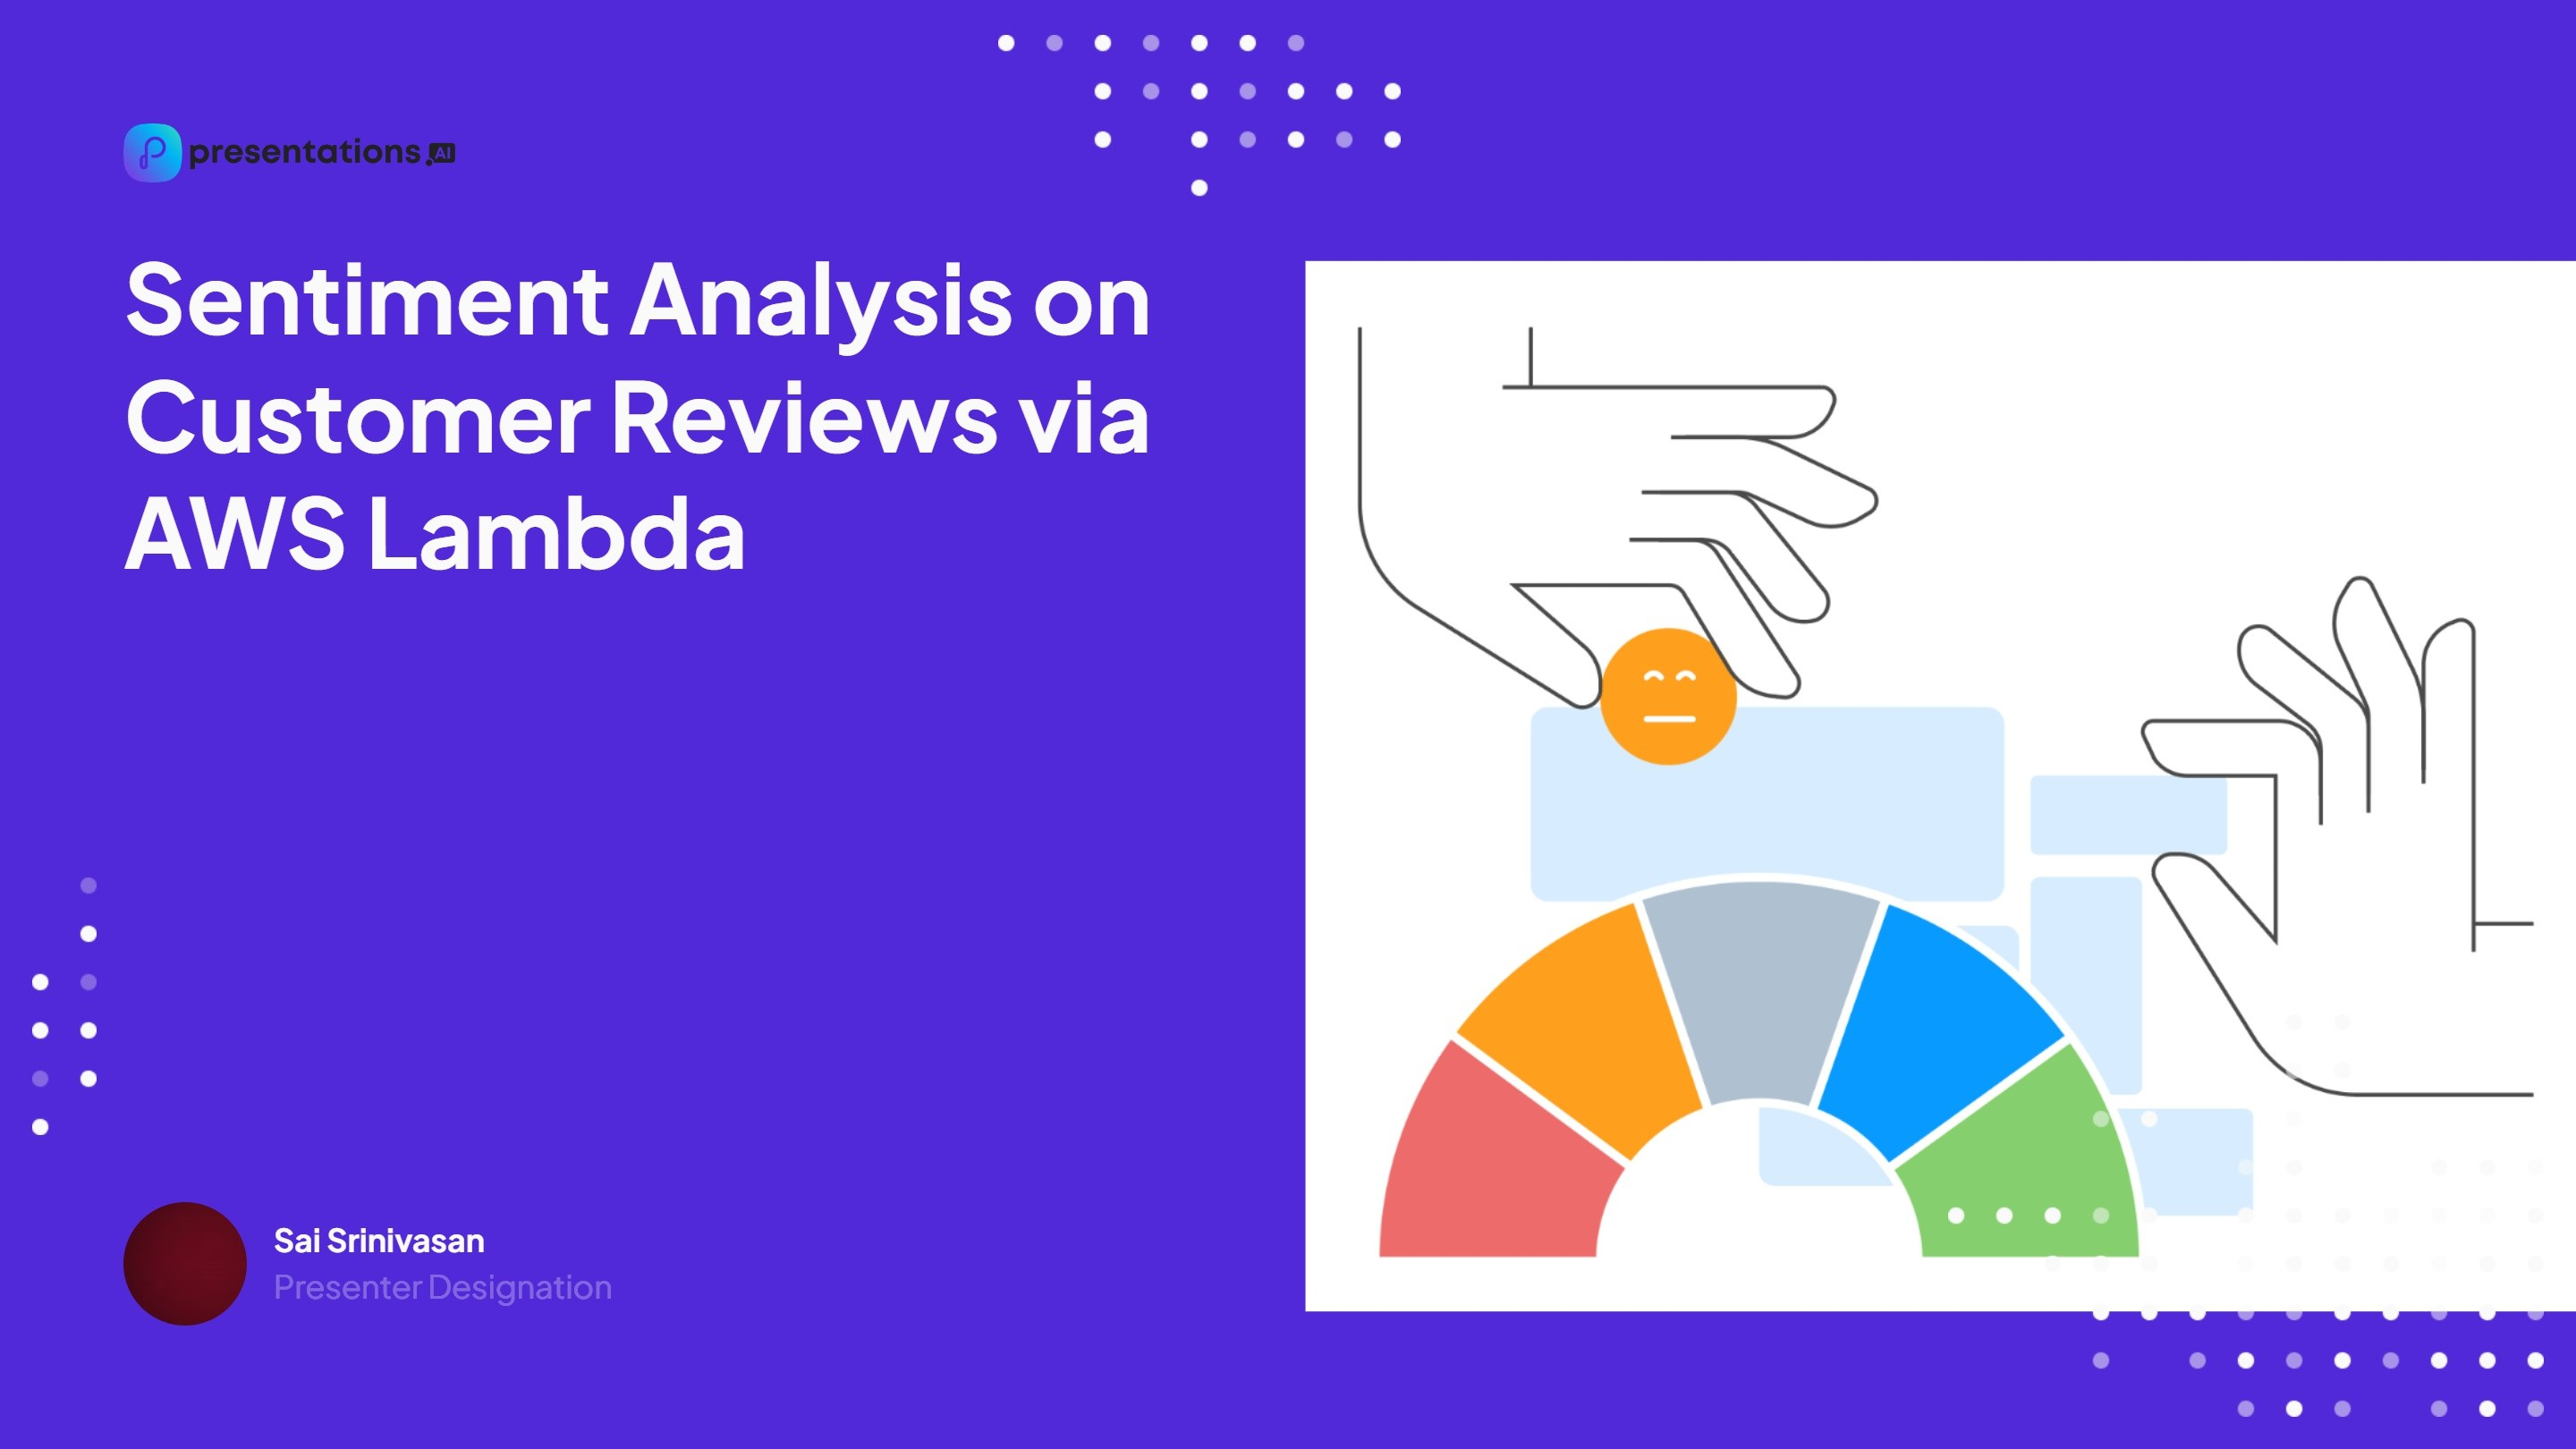 presentations.AI
Sentiment Analysis on
Customer Reviews via
AWS Lambda
Sai Srinivasan
Presenter Designation